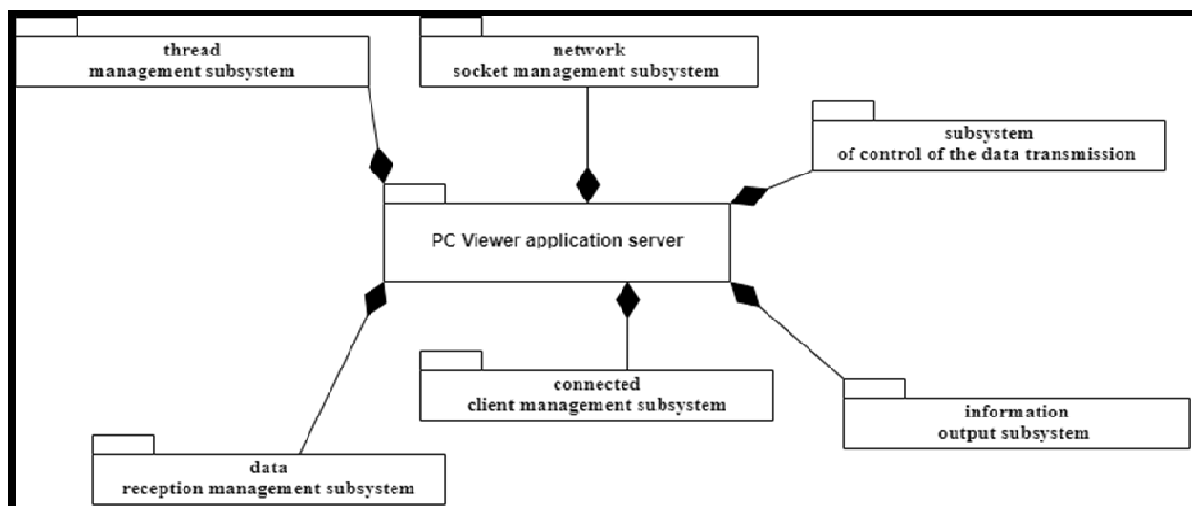 thread
management subsystem
network
socket management subsystem
subsystem
of control of the data transmission
PC Viewer application server
connected
client management subsystem
information
output subsystem
data
reception management subsystem